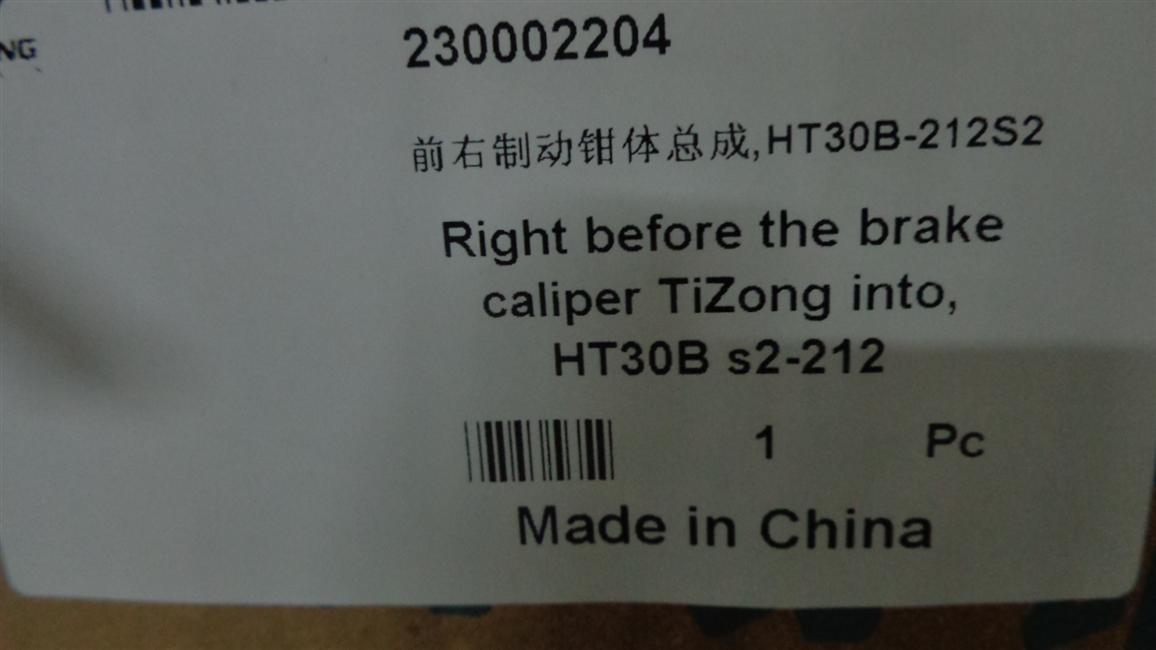 NG
230002204
前右制动钳体总成,HT30B-212S2
Right before the brake
caliper TiZong into,
HT30B s2-212
1 Pc
Made in China